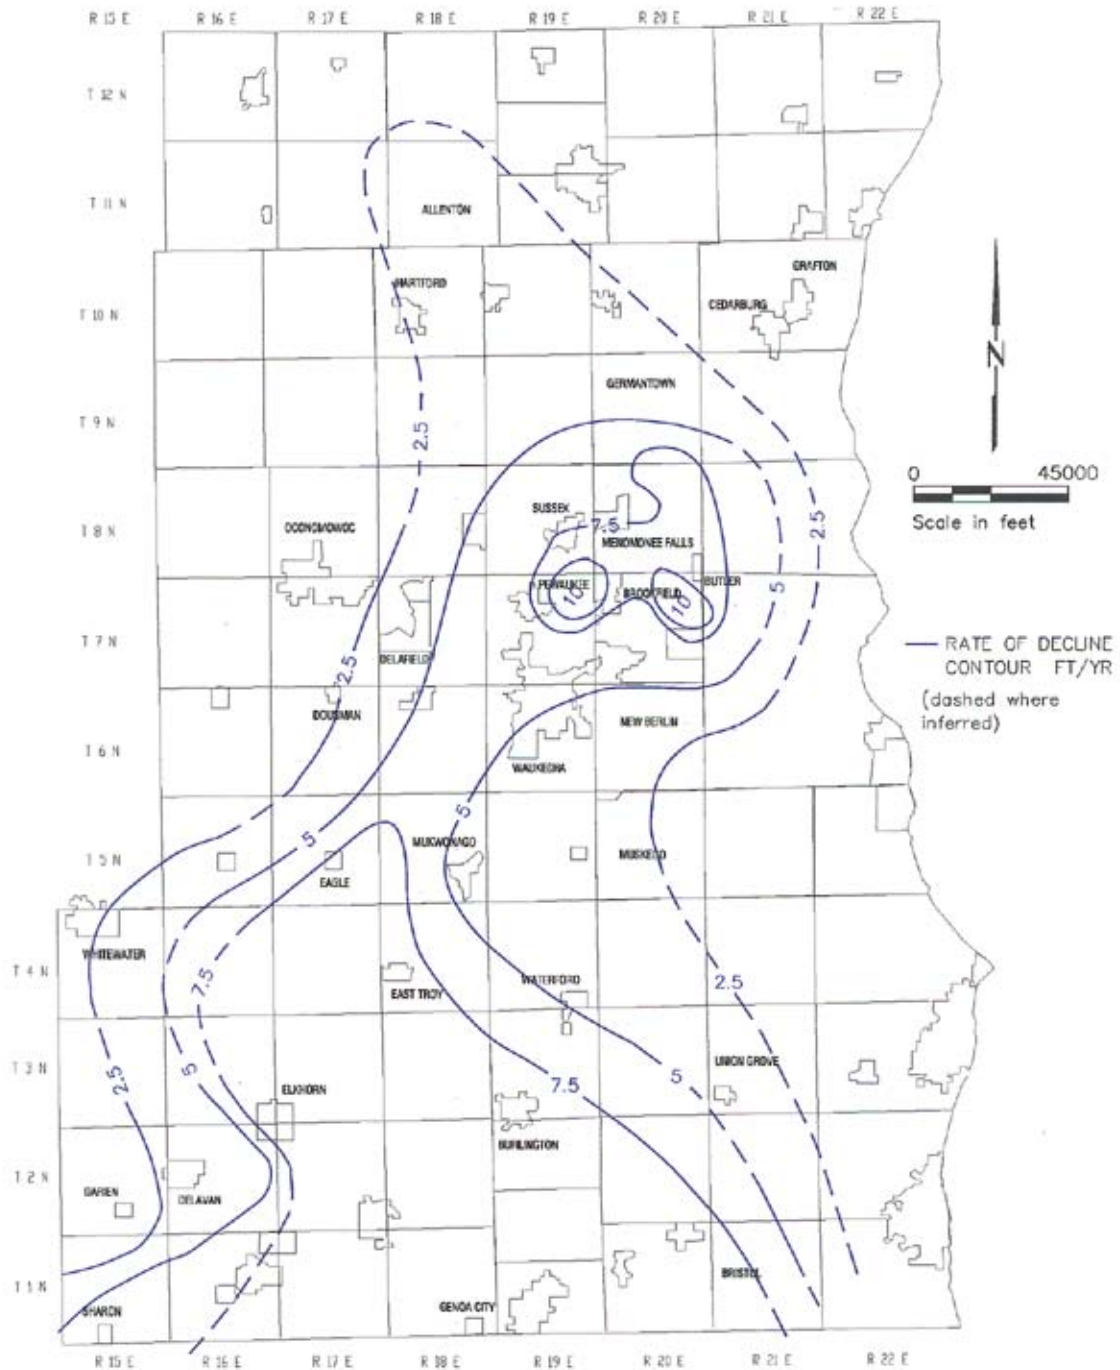 R 15 E R 16 E R 17 E R 18 E R 19 E R 20 E R 21 E R 22 E
T 12 N
T 11 N
ALLENTON
HARTFORD
GRAFTON
CEDARBURG
T 10 N
N
GERMANTOWN
T 9 N
2.5
0 45000
Scale in feet
SUSSEX
OCONOMOWOC
7.5
2.5
T 8 N
MENOMONEE FALLS
PEWAUKEE
BROOKFIELD
BUTLER
5
10
10
T 7 N
RATE OF DECLINE
CONTOUR FT/YR
(dashed where
inferred)
DELAFIELD
2.5
DOUSMAN
NEW BERLIN
T 6 N
WAUKESHA
5
5
MUKWONAGO
MUSKEGO
T 5 N
EAGLE
WHITEWATER
T 4 N
7.5
EAST TROY
WATERFORD
2.5
T 3 N
UNION GROVE
5
5
2.5
ELKHORN
7.5
BURLINGTON
T 2 N
DARIEN
DELAVAN
BRISTOL
T 1 N
SHARON
GENOA CITY
R 15 E R 16 E R 17 E R 18 E R 19 E R 20 E R 21 E R 22 E